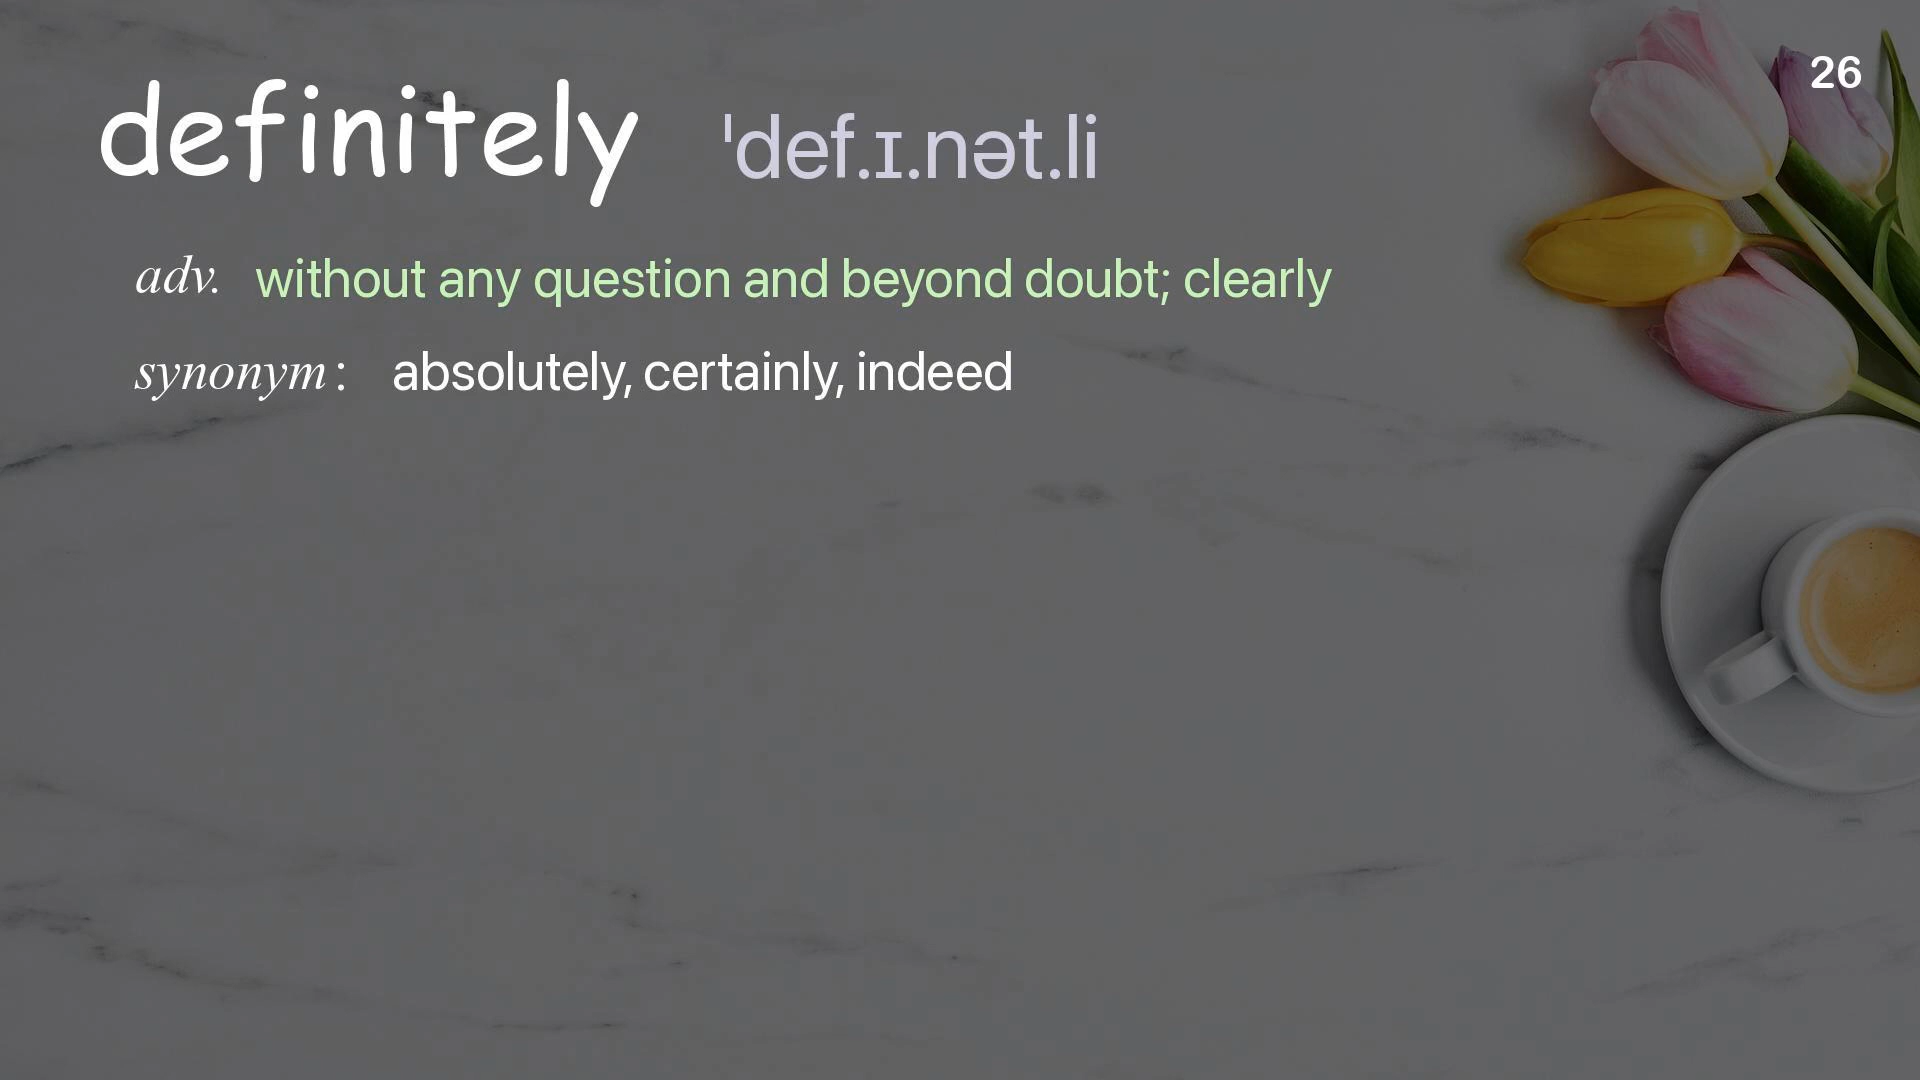 26
definitely ˈdef.ɪ.nət.li
adv. without any question and beyond doubt; clearly
synonym: absolutely, certainly, indeed